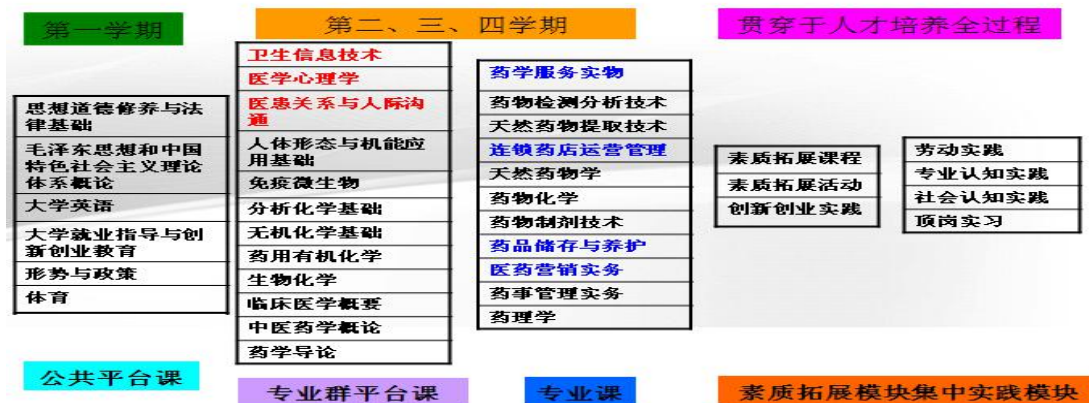 第一学期
第二、三、四学期
贯穿于人才培养全过程
思想道德修养与法
律基础
毛泽东思想和中国
特色社会主义理论
体系概论
大学英语
大学就业指导与创
新创业教育
形势与政策
体育
卫生信息技术
医学心理学
医患关系与人际沟
通
人体形态与机能应
用基础
免疫微生物
分析化学基础
无机化学基础
药用有机化学
生物化学
临床医学概要
中医药学概论
药学导论
药学服务实物
药物检测分析技术
天然药物提取技术
连锁药店运营管理
天然药物学
药物化学
药物制剂技术
药品储存与养护
医药营销实务
药事管理实务
药理学
素质拓展课程
素质拓展活动
创新创业实践
劳动实践
专业认知实践
社会认知实践
顶岗实习
公共平台课
专业群平台课
专业课
素质拓展模块集中实践模块